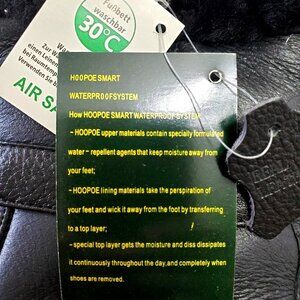 Fußbett
waschbar
30°C
AIR
HOOPOE SMART
WATERPROOFSYSTEM
How HOOPOE SMART WATERPROOF SYSTEM
- HOOPOE upper materials contain specially formulated
water - repellent agents that keep moisture away from
your feet;
- HOOPOE lining materials take the perspiration of
your feet and wick it away from the foot by transferring
to a top layer;
- special top layer gets the moisture and diss dissipates
it continuously throughout the day,and completely when
shoes are removed.